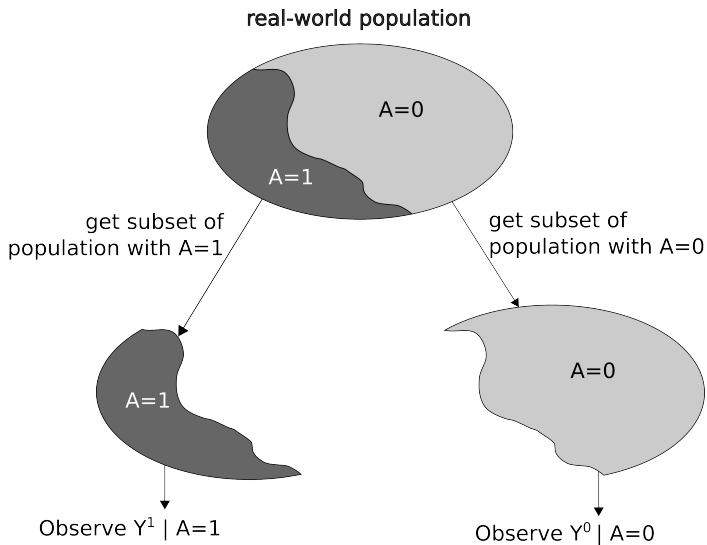 real-world population
A=0
A=1
get subset of
population with A=1
get subset of
population with A=0
A=1
A=0
Observe Y¹ | A=1
Observe Y⁰ | A=0